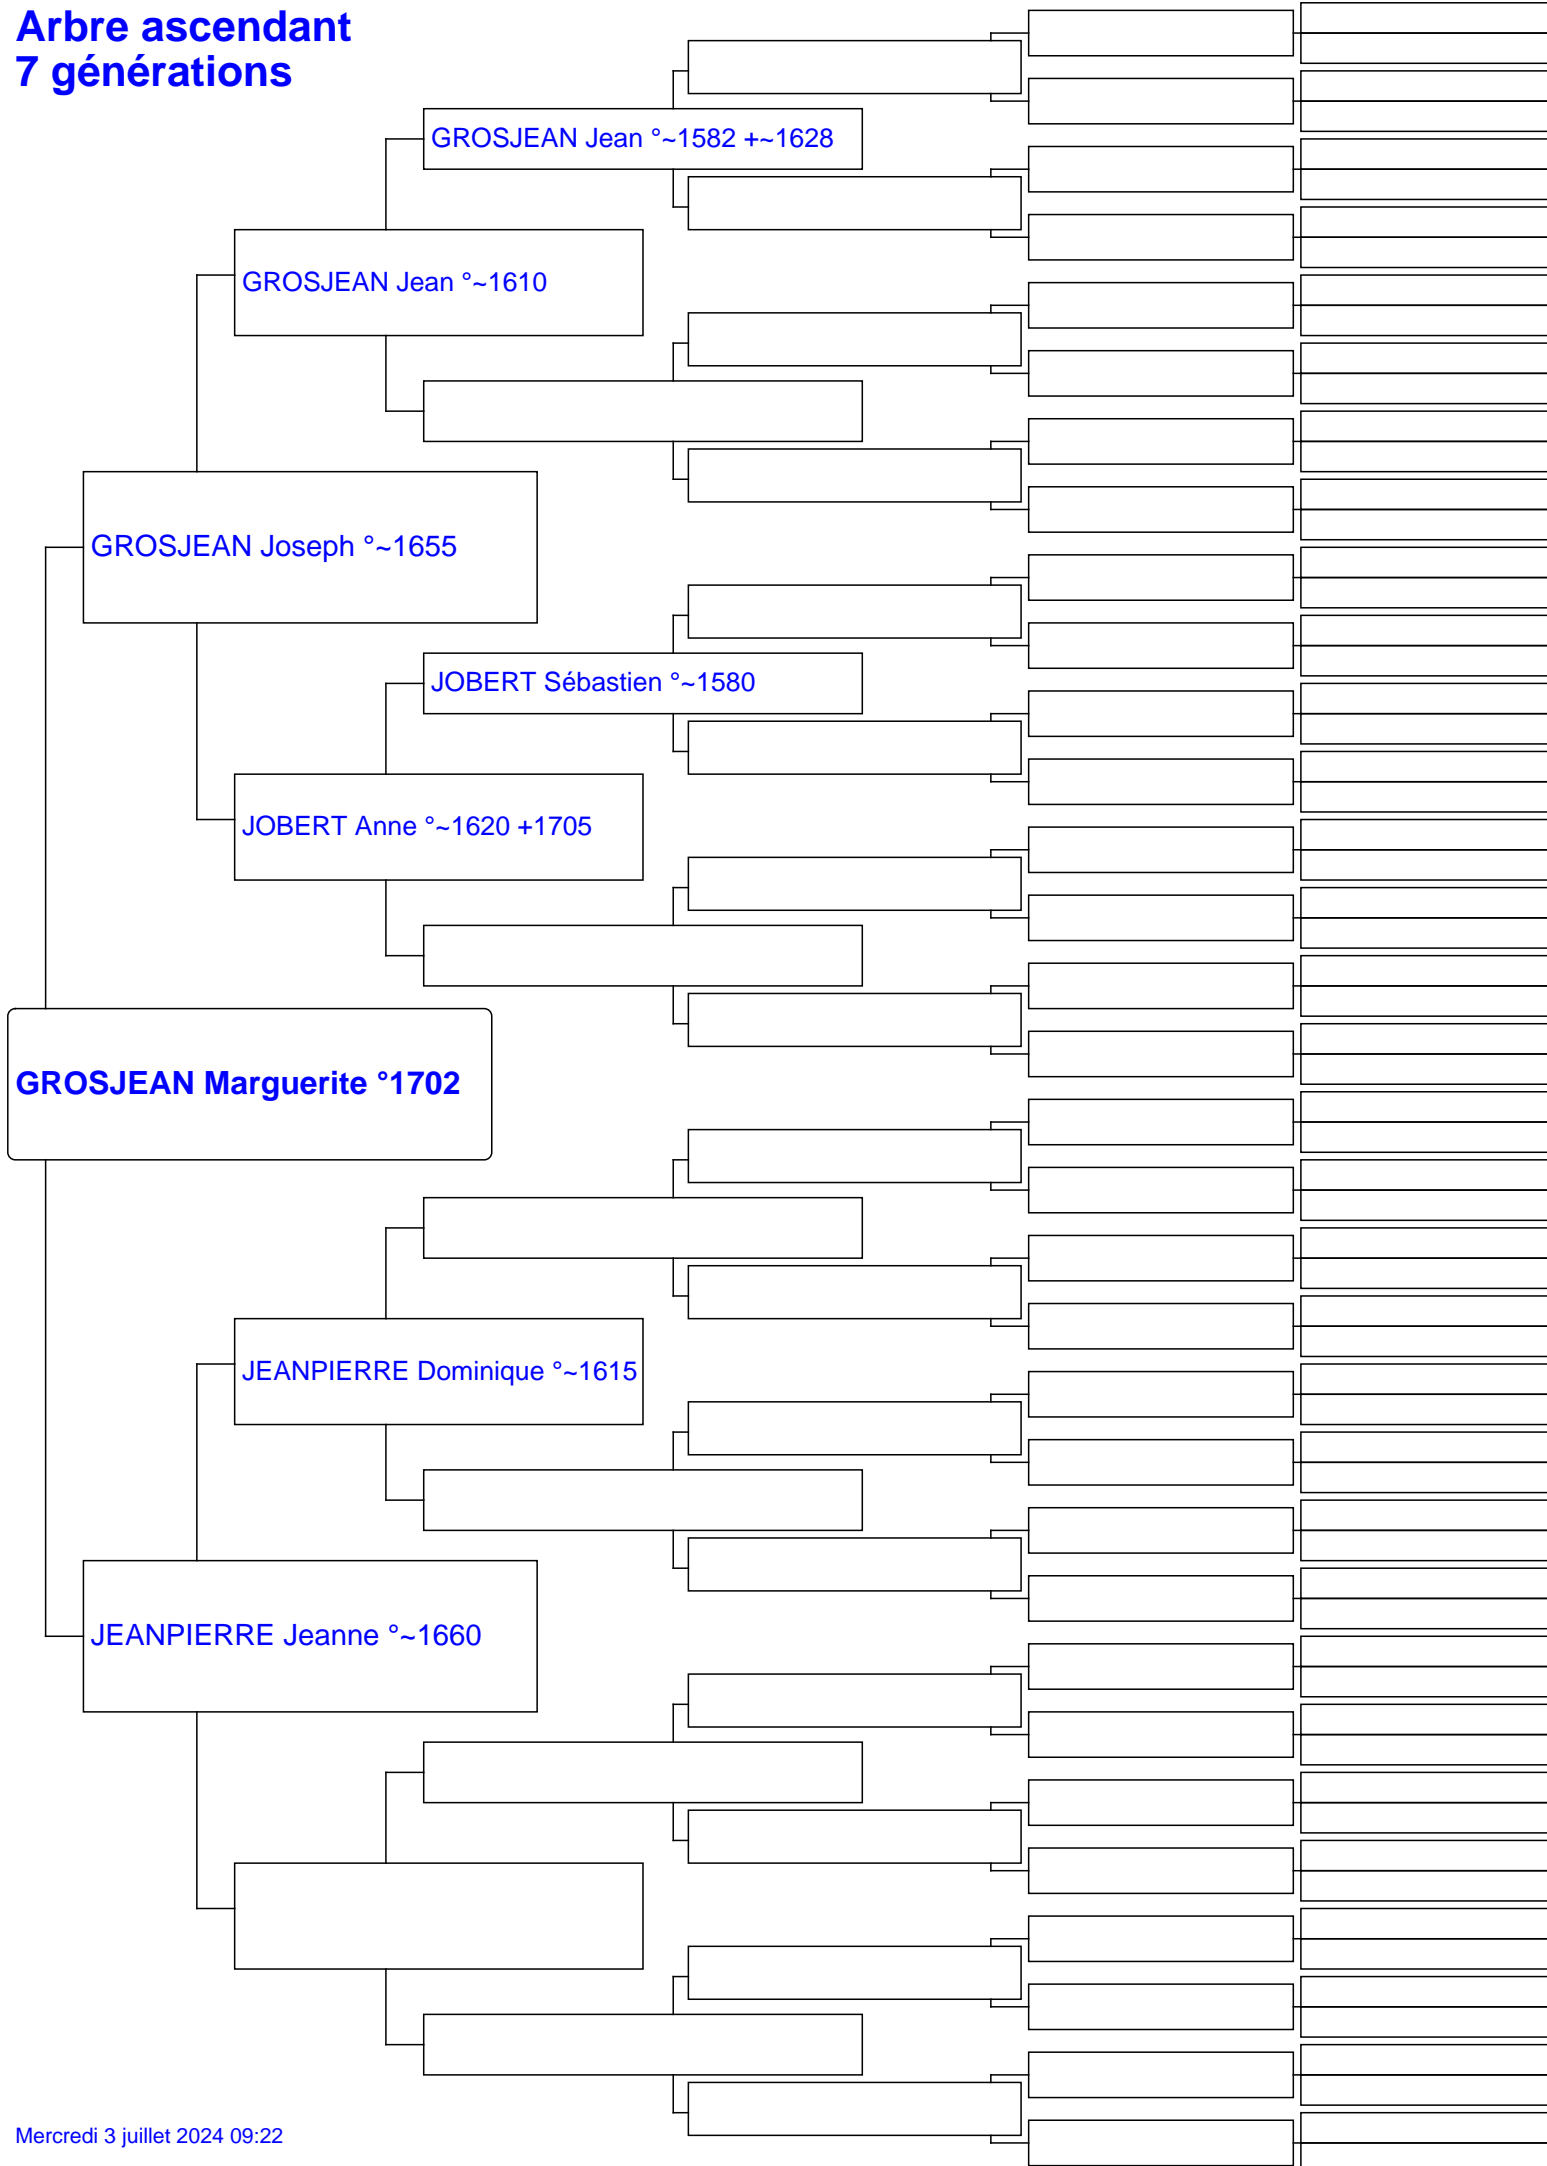 Arbre ascendant
7 générations
GROSJEAN Jean °~1582 +~1628
GROSJEAN Jean °~1610
GROSJEAN Joseph °~1655
JOBERT Sébastien °~1580
JOBERT Anne °~1620 +1705
GROSJEAN Marguerite °1702
JEANPIERRE Dominique °~1615
JEANPIERRE Jeanne °~1660
Mercredi 3 juillet 2024 09:22